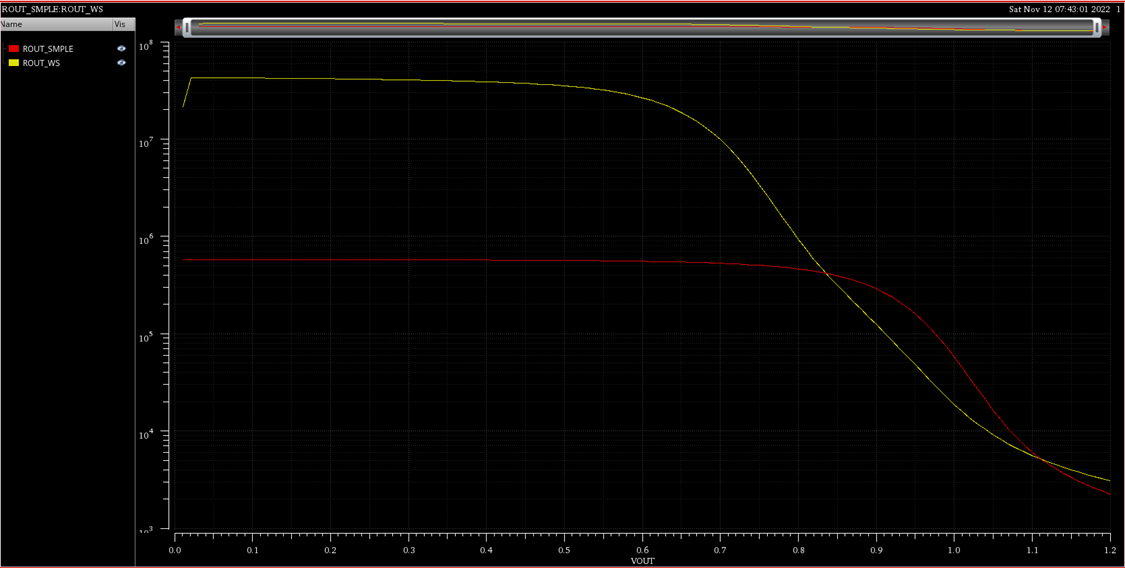 ROUT_SMPLE:ROUT_WS
Sat Nov 12 07:43:01 2022 1
Name Vis
ROUT_SMPLE
ROUT_WS
10^8
10^7
10^6
10^5
10^4
10^3
0.0 0.1 0.2 0.3 0.4 0.5 0.6 0.7 0.8 0.9 1.0 1.1 1.2
VOUT